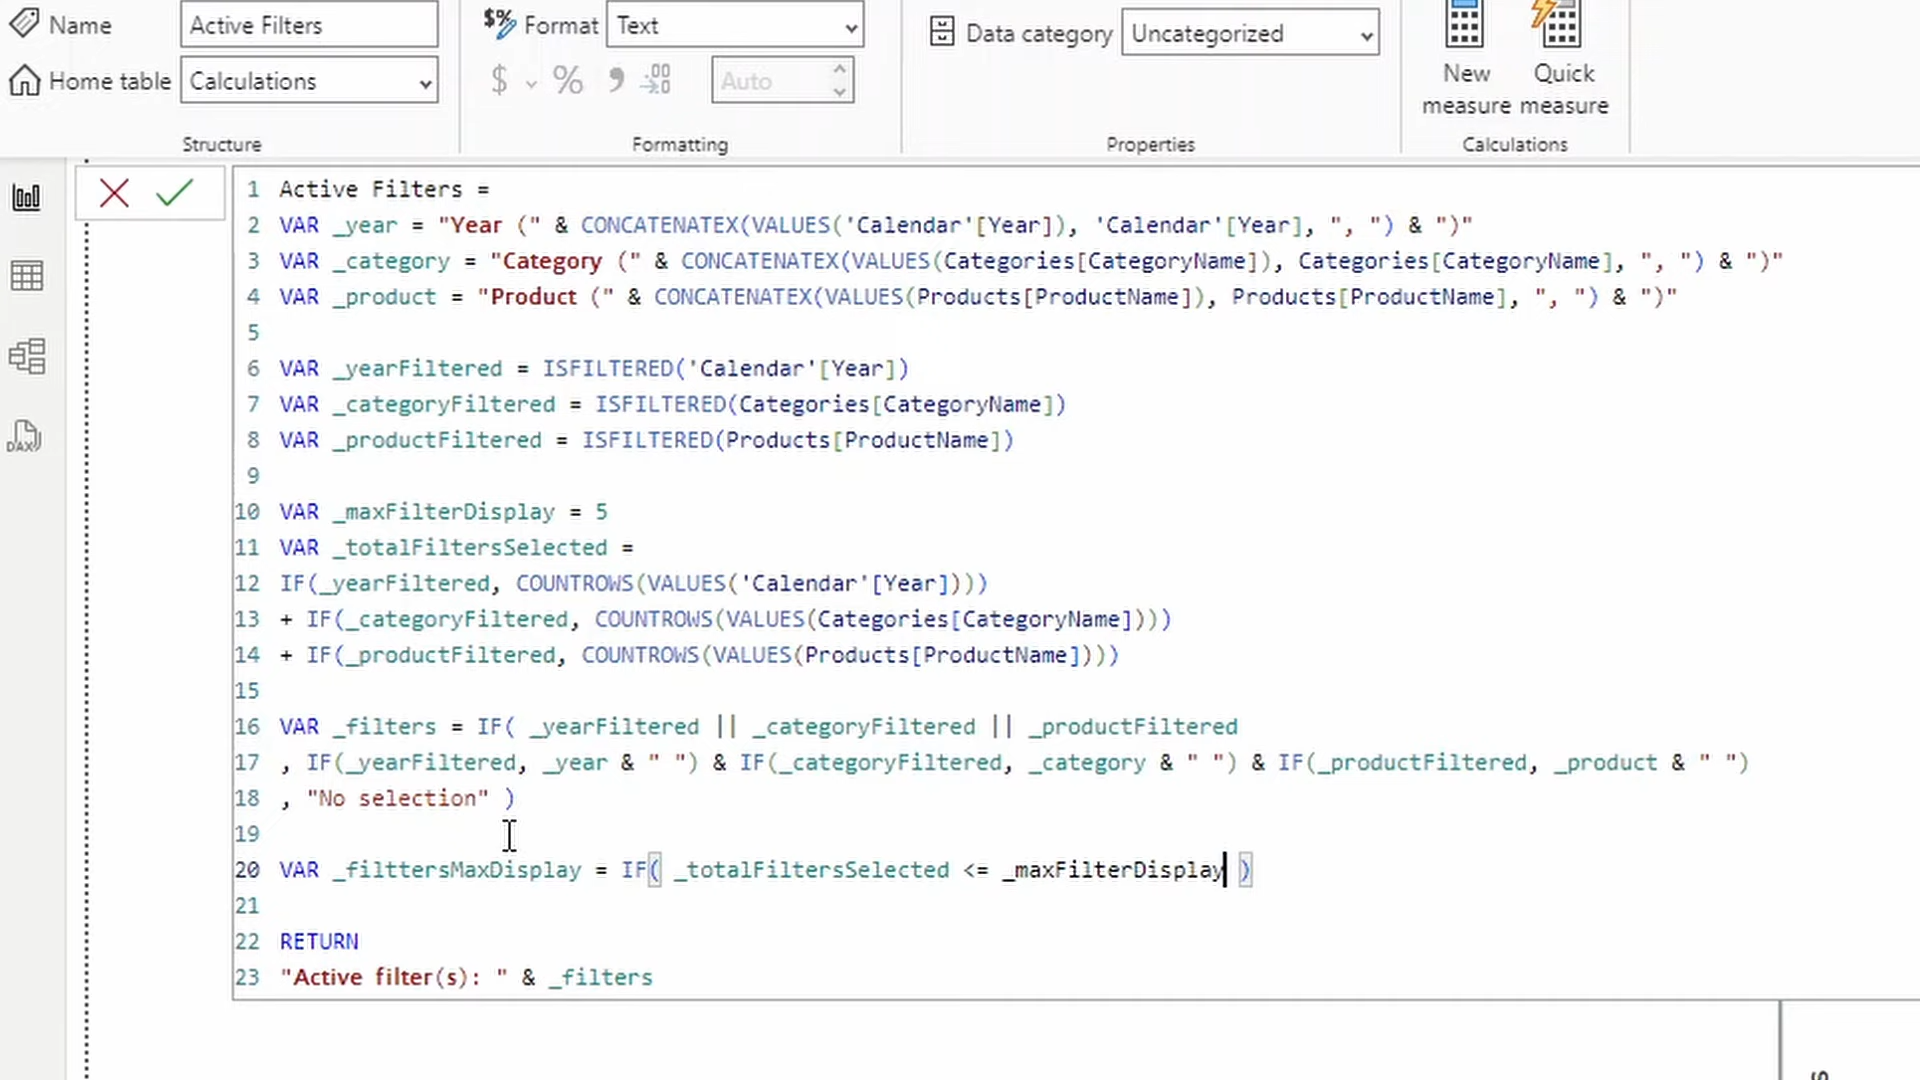 Name Active Filters Format Text Data category Uncategorized
Home table Calculations $ % Auto New measure Quick measure
Structure Formatting Properties Calculations
1 Active Filters =
2 VAR _year = "Year (" & CONCATENATEX(VALUES('Calendar'[Year]), 'Calendar'[Year], ", ") & ")"
3 VAR _category = "Category (" & CONCATENATEX(VALUES(Categories[CategoryName]), Categories[CategoryName], ", ") & ")"
4 VAR _product = "Product (" & CONCATENATEX(VALUES(Products[ProductName]), Products[ProductName], ", ") & ")"
5
6 VAR _yearFiltered = ISFILTERED('Calendar'[Year])
7 VAR _categoryFiltered = ISFILTERED(Categories[CategoryName])
8 VAR _productFiltered = ISFILTERED(Products[ProductName])
9
10 VAR _maxFilterDisplay = 5
11 VAR _totalFiltersSelected =
12 IF(_yearFiltered, COUNTROWS(VALUES('Calendar'[Year])))
13 + IF(_categoryFiltered, COUNTROWS(VALUES(Categories[CategoryName])))
14 + IF(_productFiltered, COUNTROWS(VALUES(Products[ProductName])))
15
16 VAR _filters = IF( _yearFiltered || _categoryFiltered || _productFiltered
17 , IF(_yearFiltered, _year & " ") & IF(_categoryFiltered, _category & " ") & IF(_productFiltered, _product & " ")
18 , "No selection" )
19
20 VAR _filttersMaxDisplay = IF( _totalFiltersSelected <= _maxFilterDisplay )
21
22 RETURN
23 "Active filter(s): " & _filters
DAX